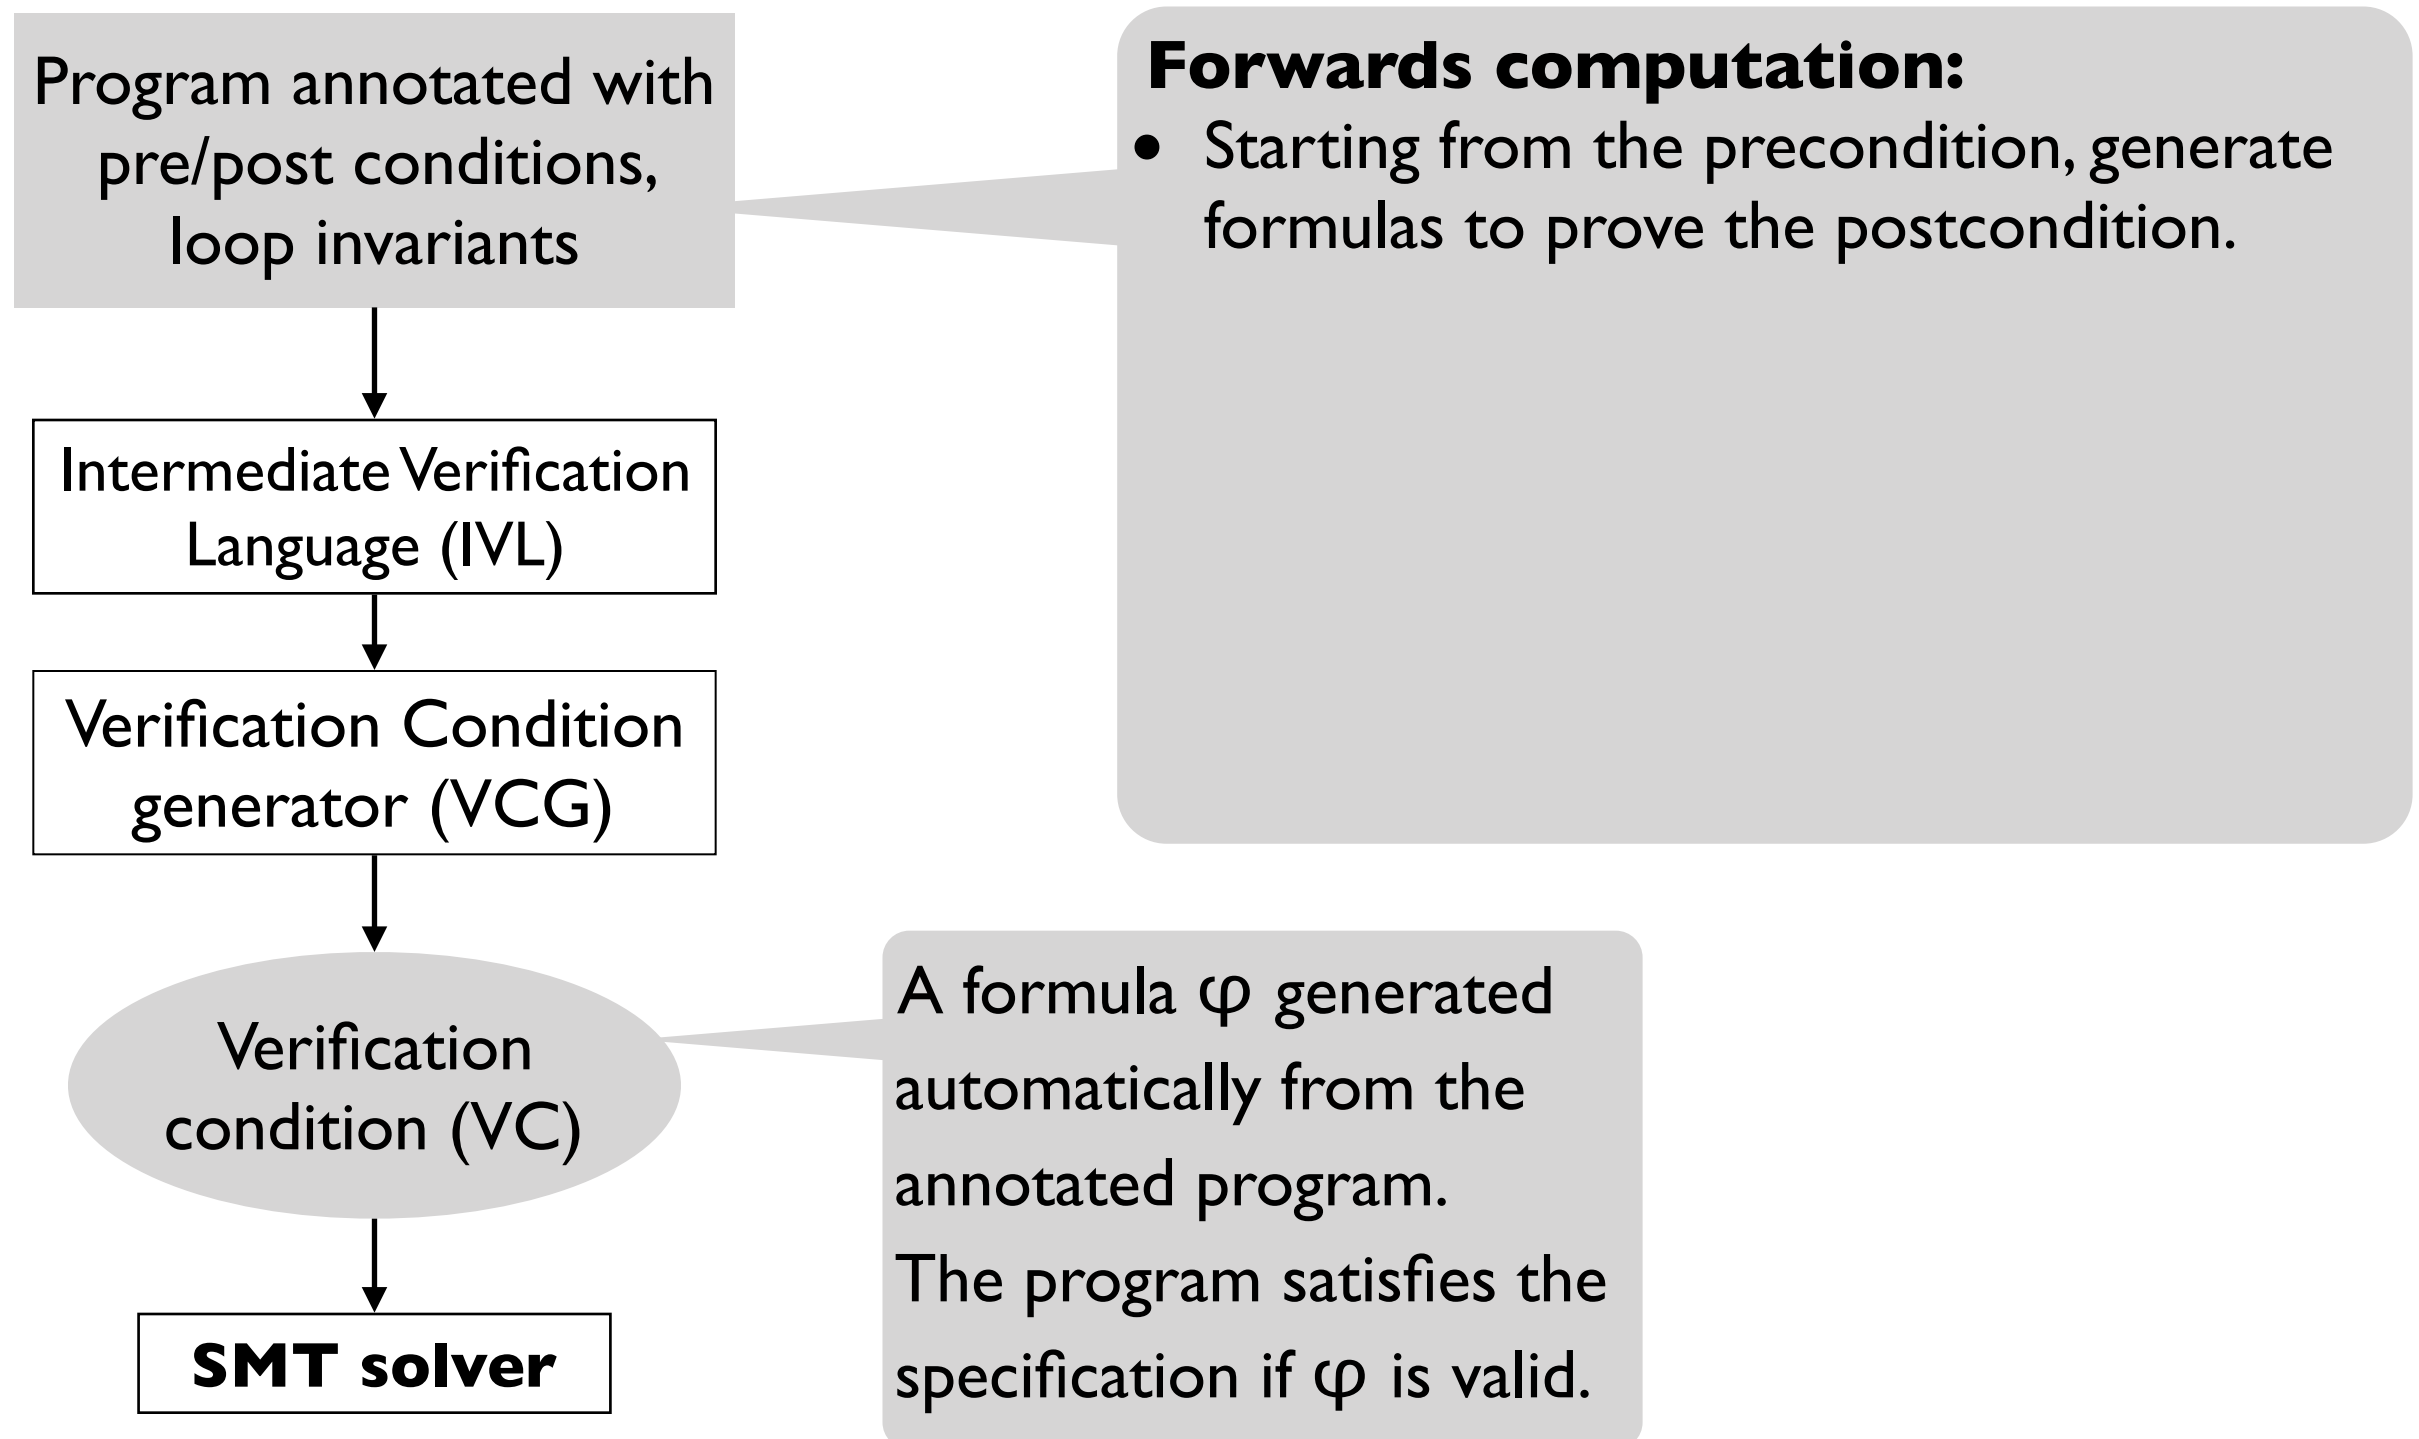 Program annotated with
pre/post conditions,
loop invariants
Forwards computation:
• Starting from the precondition, generate
formulas to prove the postcondition.
Intermediate Verification
Language (IVL)
Verification Condition
generator (VCG)
Verification
condition (VC)
A formula φ generated
automatically from the
annotated program.
The program satisfies the
specification if φ is valid.
SMT solver